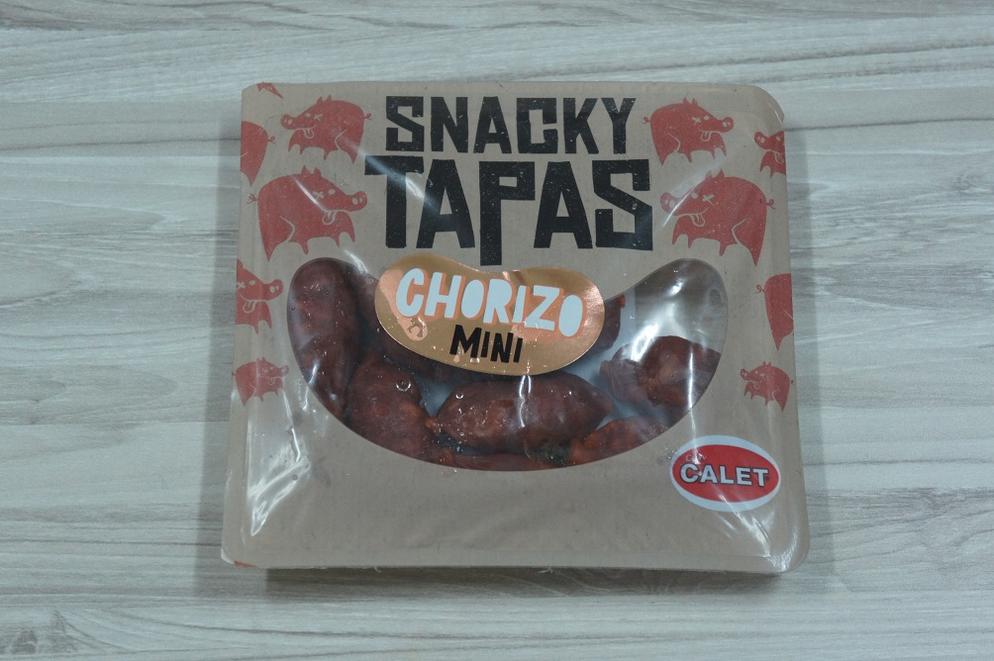 SNACKY
TAPAS
CHORIZO
MINI
CALET